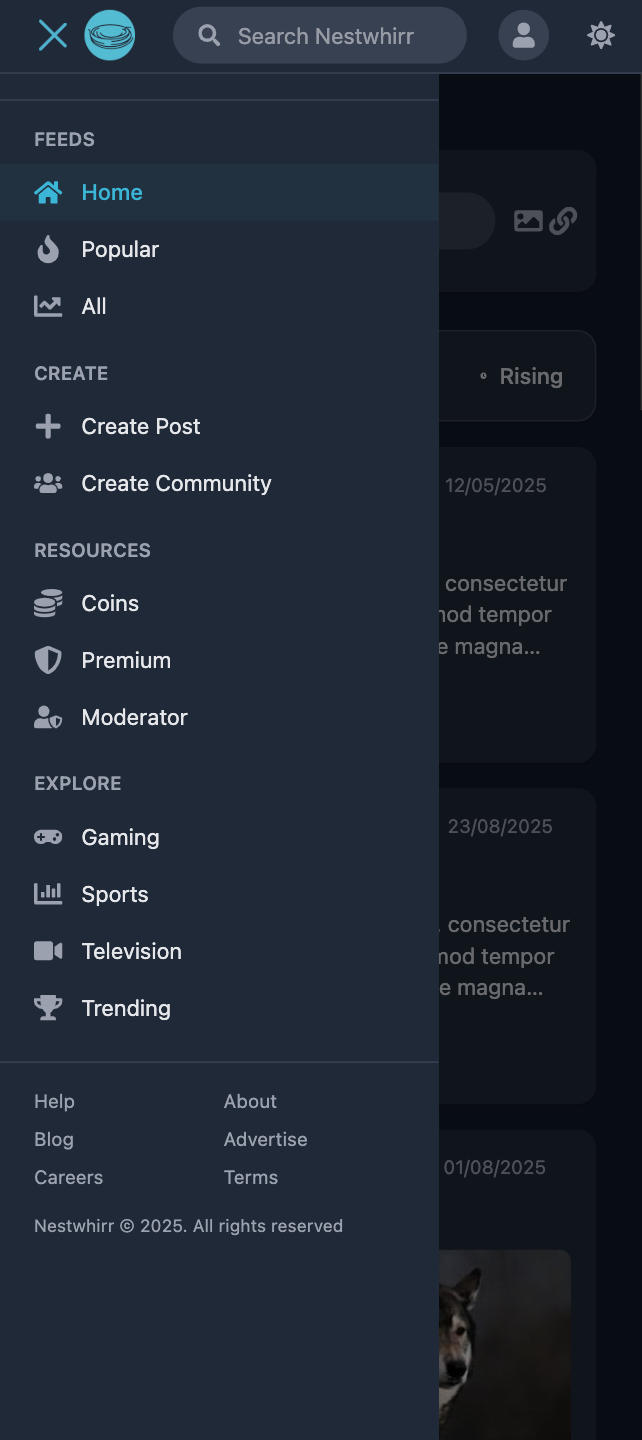 Search Nestwhirr
FEEDS
Home
Popular
All
CREATE
Create Post
Create Community
RESOURCES
Coins
Premium
Moderator
EXPLORE
Gaming
Sports
Television
Trending
Help
About
Blog
Advertise
Careers
Terms
Nestwhirr © 2025. All rights reserved
Rising
12/05/2025
consectetur
tempor
magna...
23/08/2025
consectetur
tempor
magna...
01/08/2025